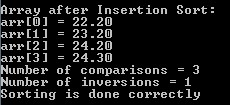 Array after Insertion Sort:
arr[0] = 22.20
arr[1] = 23.20
arr[2] = 24.20
arr[3] = 24.30
Number of comparisons = 3
Number of inversions = 1
Sorting is done correctly